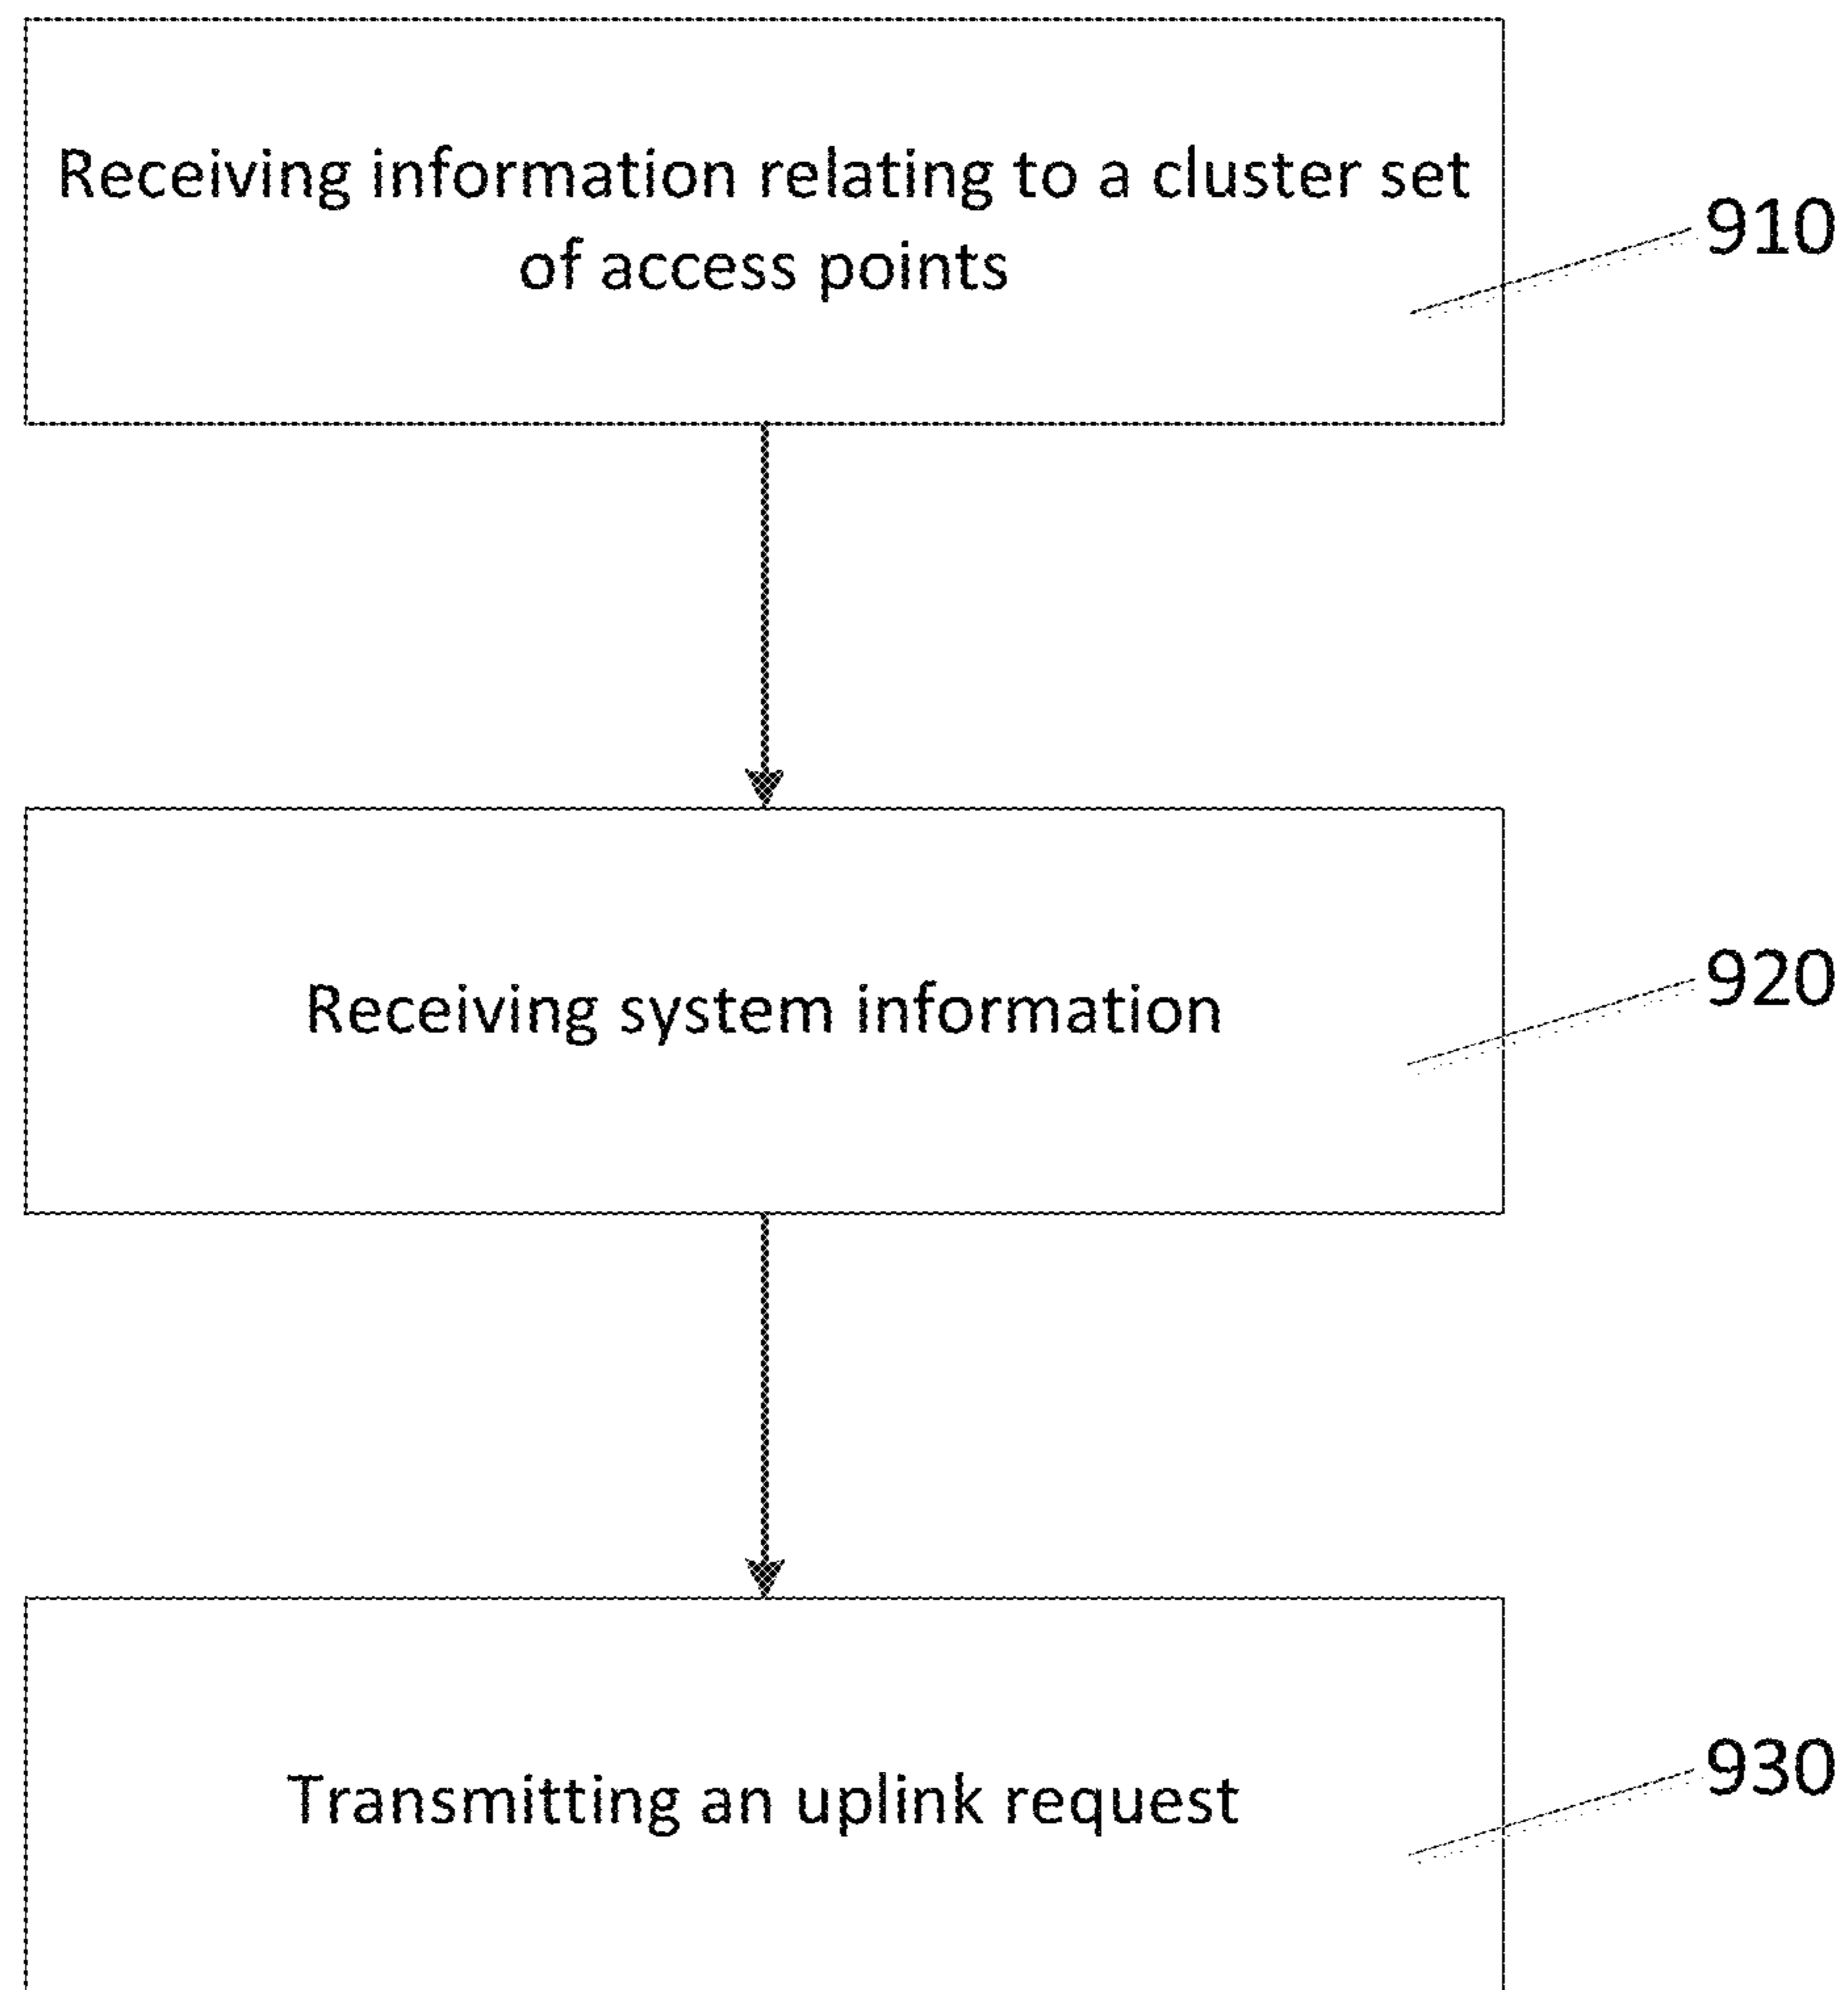 Receiving information relating to a cluster set
of access points
910
Receiving system information
920
Transmitting an uplink request
930